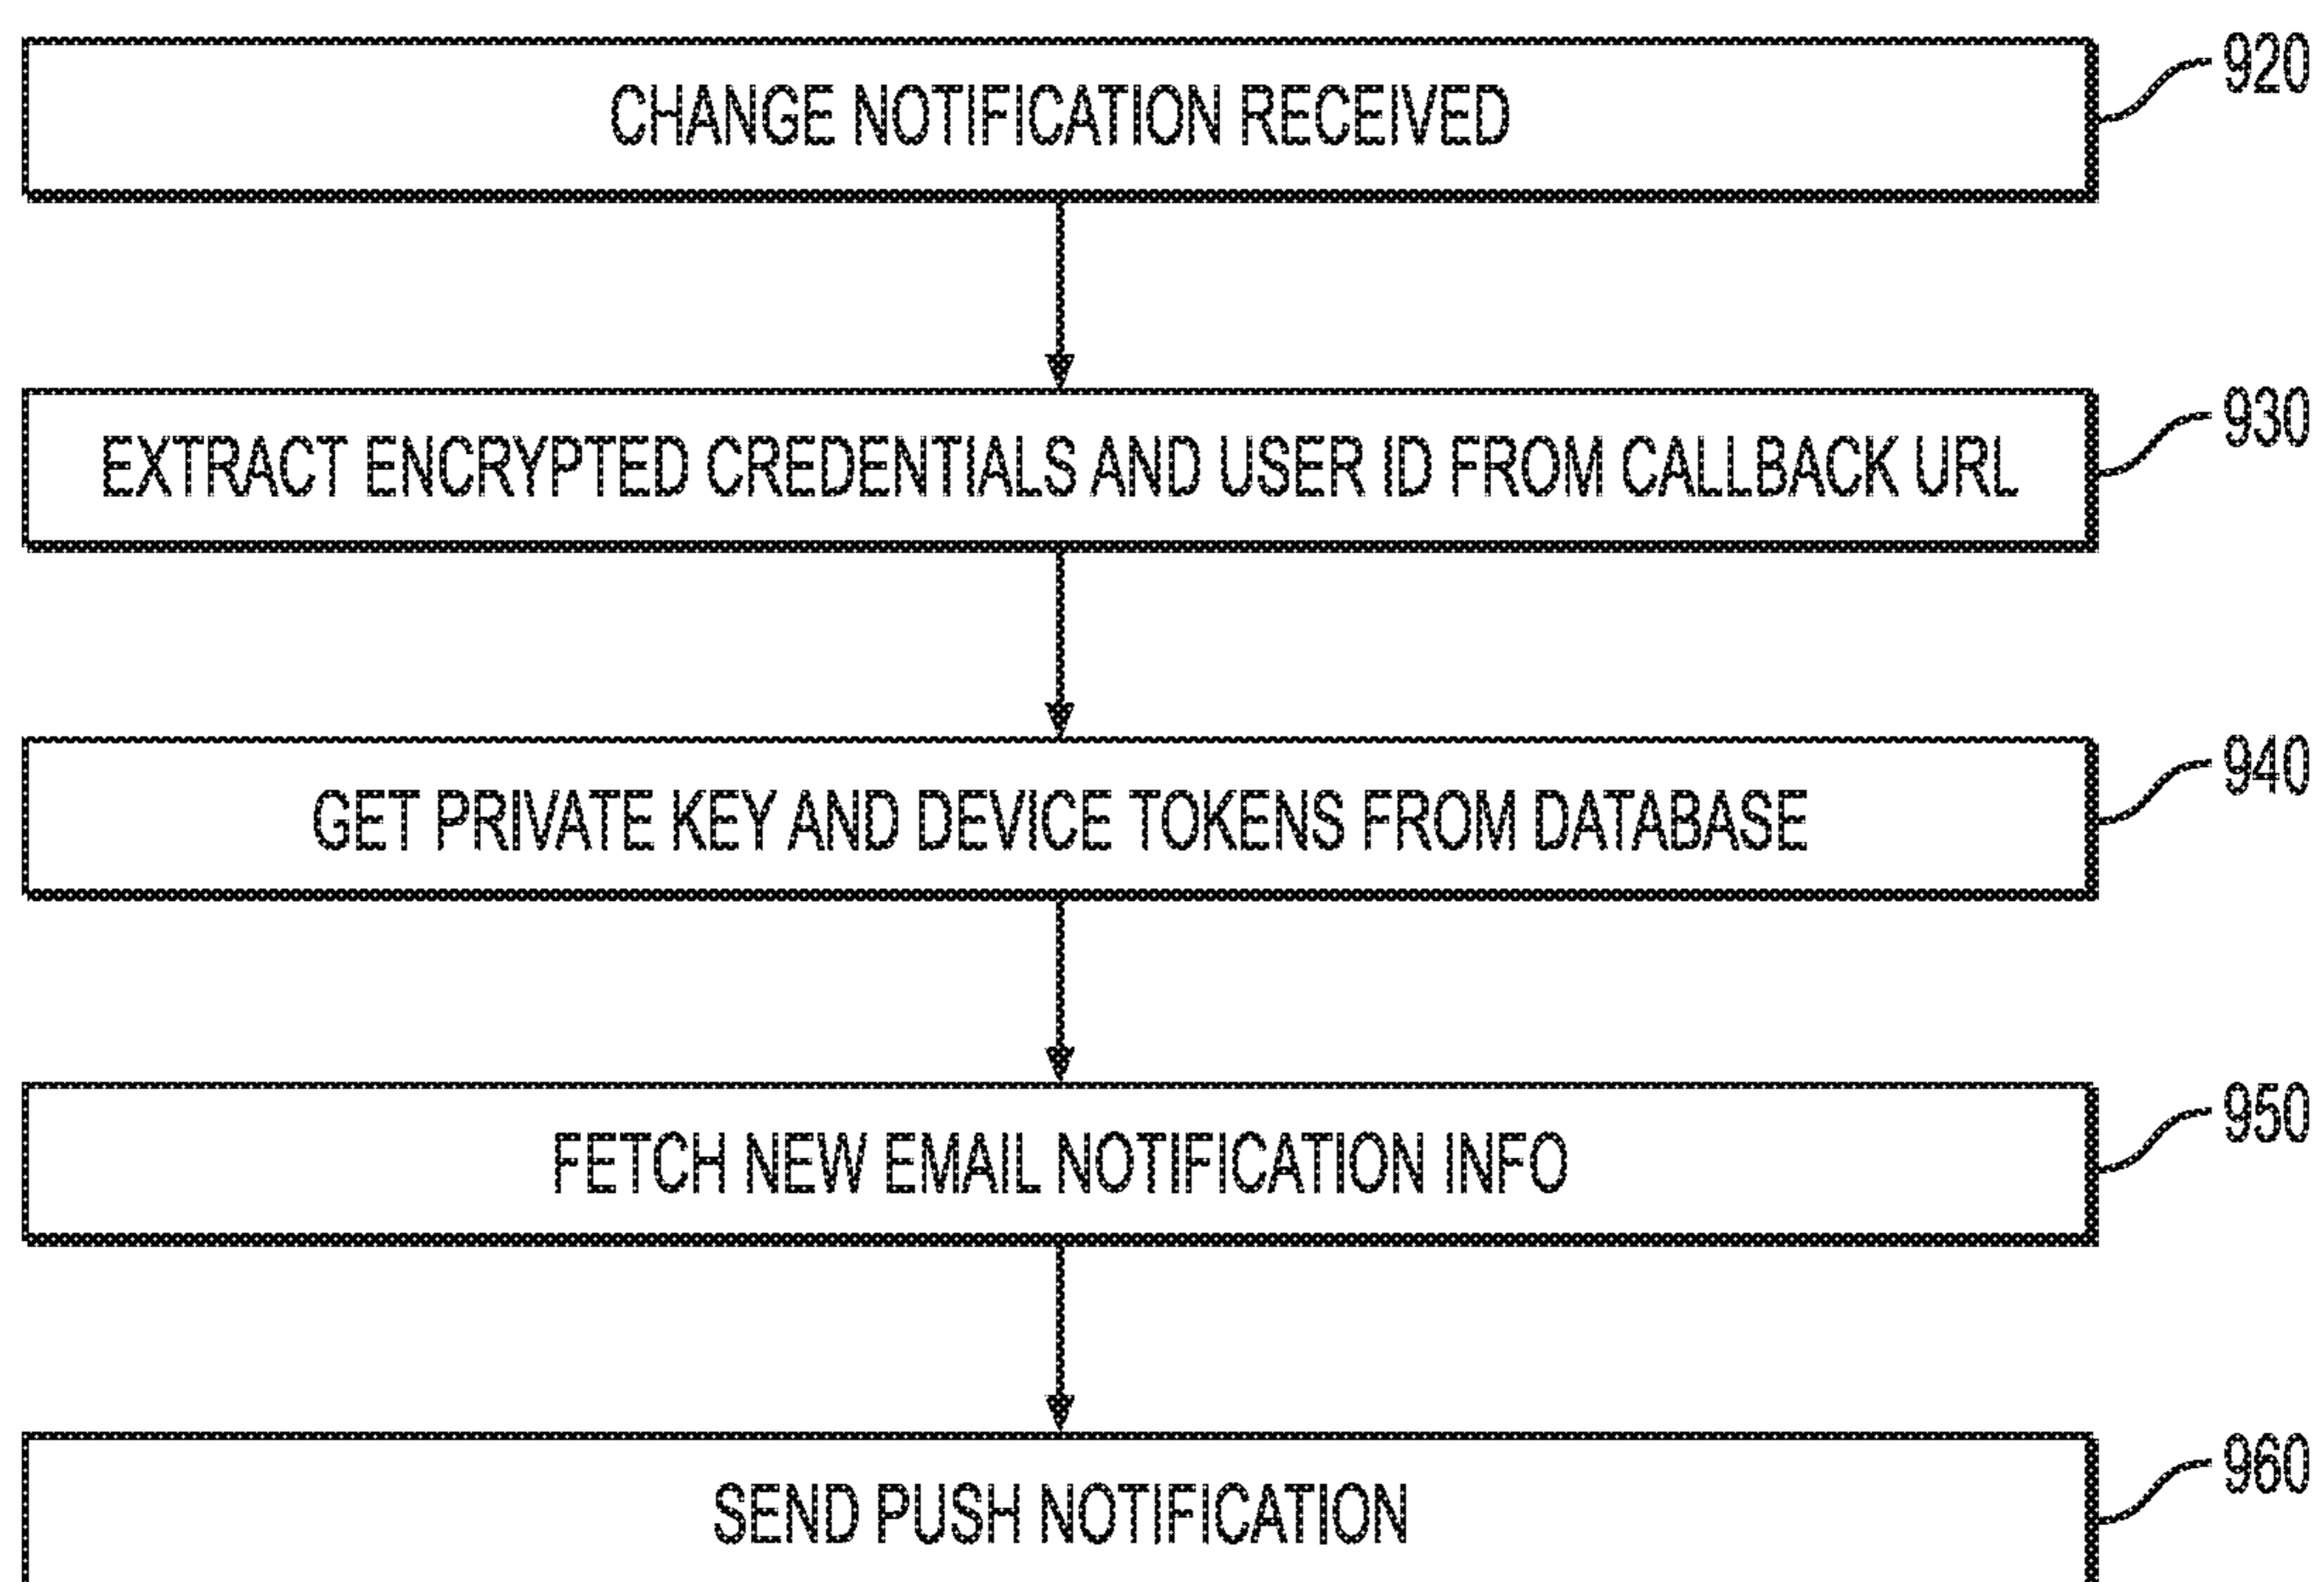 CHANGE NOTIFICATION RECEIVED
920
EXTRACT ENCRYPTED CREDENTIALS AND USER ID FROM CALLBACK URL
930
GET PRIVATE KEY AND DEVICE TOKENS FROM DATABASE
940
FETCH NEW EMAIL NOTIFICATION INFO
950
SEND PUSH NOTIFICATION
960